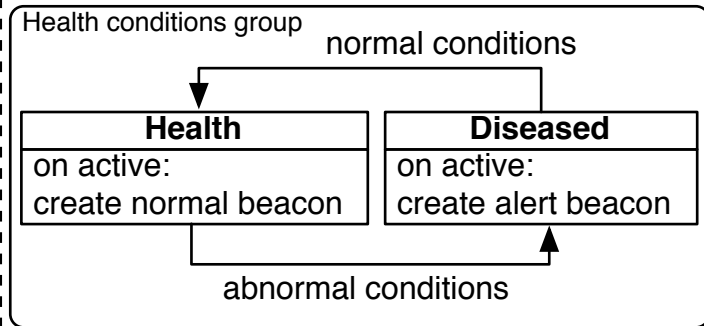 Health conditions group
normal conditions
Health
on active:
create normal beacon
Diseased
on active:
create alert beacon
abnormal conditions